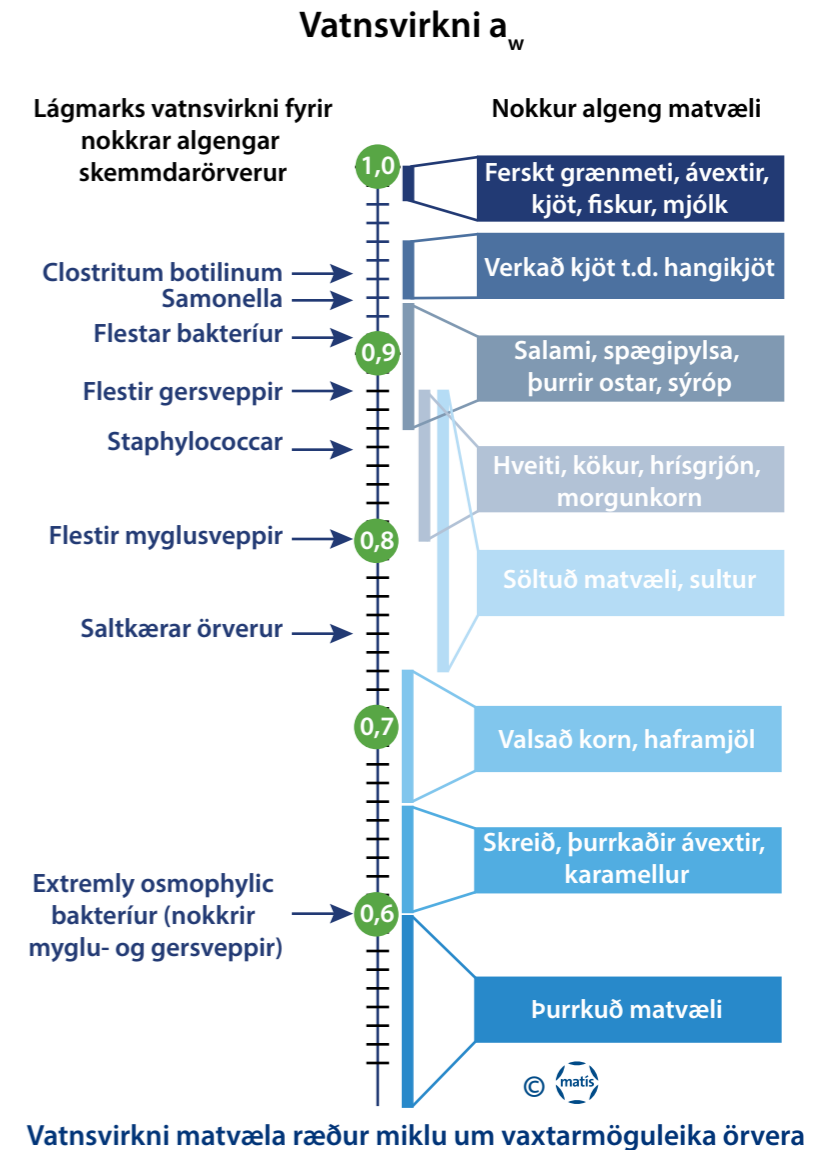 Vatnsvirkni aw
Lágmarks vatnsvirkni fyrir
nokkrar algengar
skemmdarörverur
Nokkur algeng matvæli
1,0
Ferskt grænmeti, ávextir,
kjöt, fiskur, mjólk
Clostritum botilinum
Verkað kjöt t.d. hangikjöt
Samonella
Flestar bakteríur
0,9
Salami, spægipylsa,
þurrir ostar, sýróp
Flestir gersveppir
Staphylococcar
Hveiti, kökur, hrísgrjón,
morgunkorn
Flestir myglusveppir
0,8
Söltuð matvæli, sultur
Saltkærar örverur
0,7
Valsað korn, haframjöl
Skreið, þurrkaðir ávextir,
karamellur
Extremly osmophylic
bakteríur (nokkrir
myglu- og gersveppir)
0,6
Þurrkuð matvæli
© matís
Vatnsvirkni matvæla ræður miklu um vaxtarmöguleika örvera